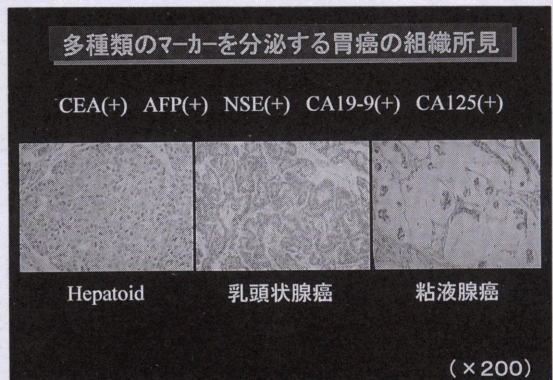 多種類のマーカーを分泌する胃癌の組織所見
CEA(+) AFP(+) NSE(+) CA19-9(+) CA125(+)
Hepatoid 乳頭状腺癌 粘液腺癌
(×200)